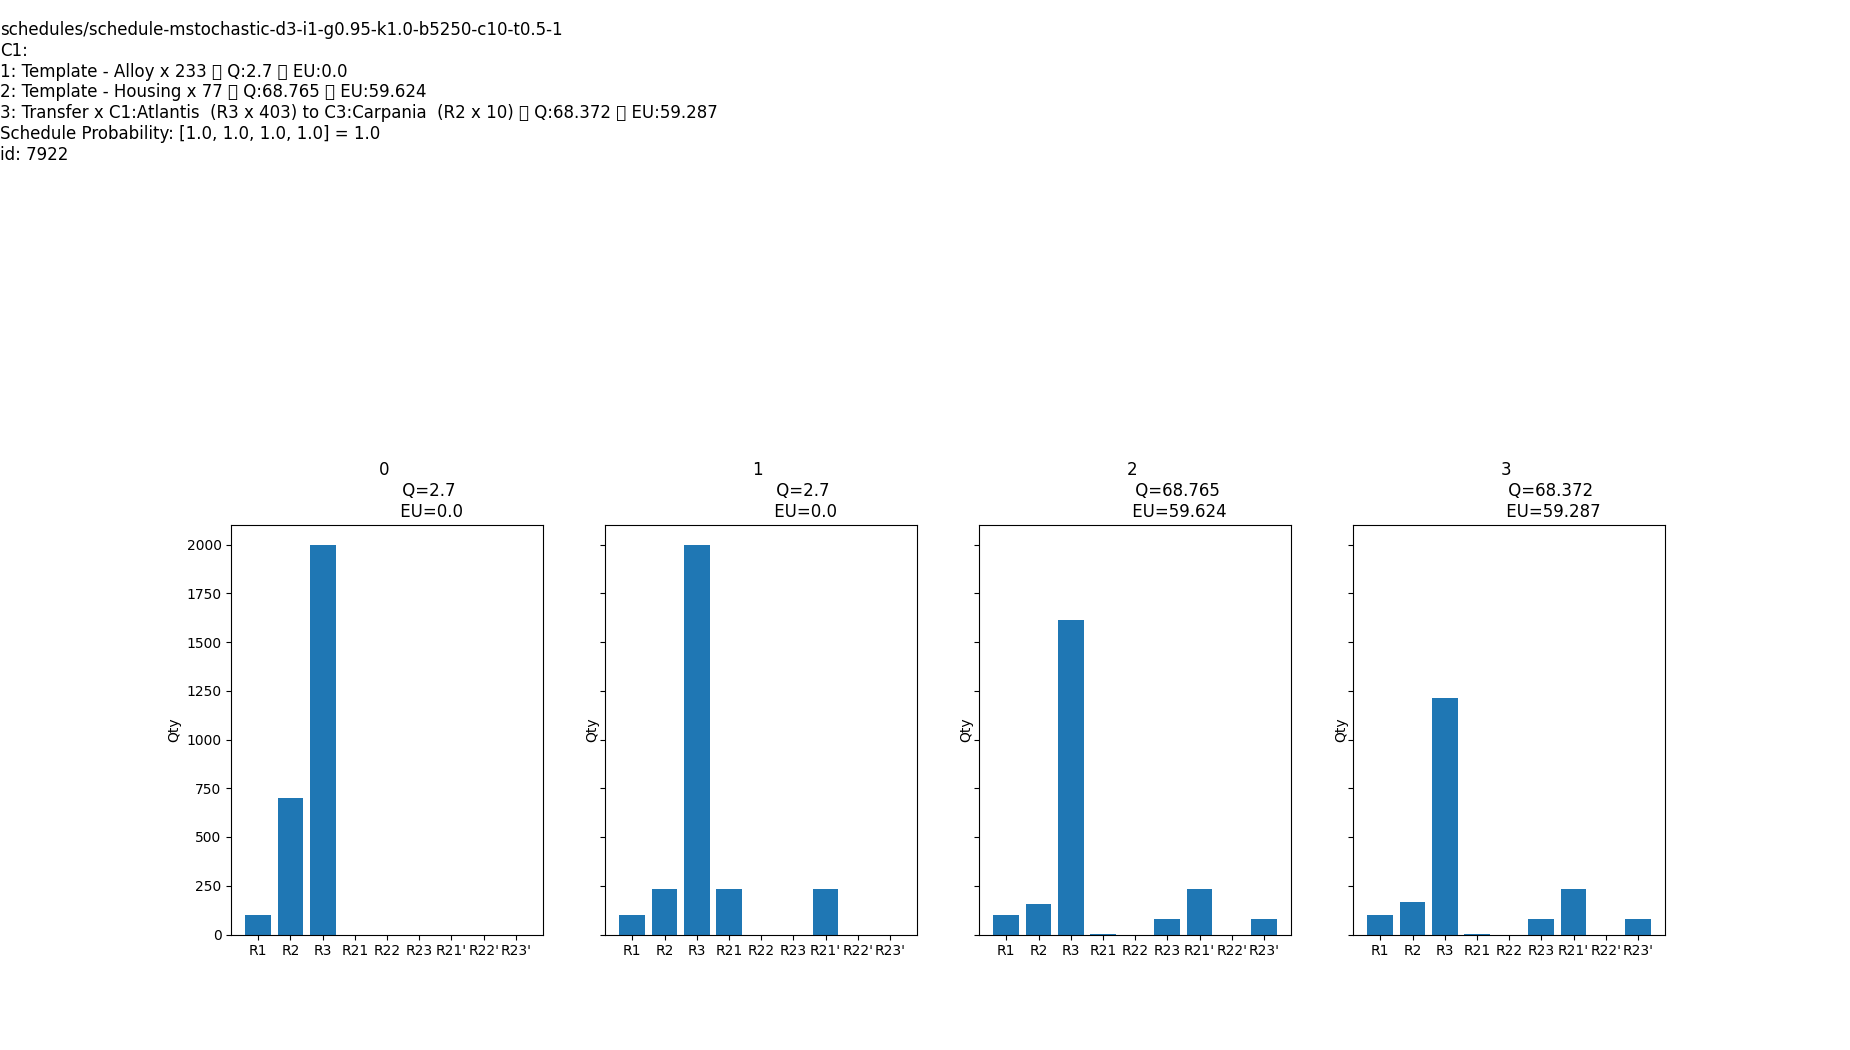 schedules/schedule-mstochastic-d3-i1-g0.95-k1.0-b5250-c10-t0.5-1
C1:
1: Template - Alloy x 233 ▯ Q:2.7 ▯ EU:0.0
2: Template - Housing x 77 ▯ Q:68.765 ▯ EU:59.624
3: Transfer x C1:Atlantis  (R3 x 403) to C3:Carpania  (R2 x 10) ▯ Q:68.372 ▯ EU:59.287
Schedule Probability: [1.0, 1.0, 1.0, 1.0] = 1.0
id: 7922
0
Q=2.7
EU=0.0
Qty
2000
1750
1500
1250
1000
750
500
250
0
R1 R2 R3 R21 R22 R23 R21' R22' R23'
1
Q=2.7
EU=0.0
Qty
R1 R2 R3 R21 R22 R23 R21' R22' R23'
2
Q=68.765
EU=59.624
Qty
R1 R2 R3 R21 R22 R23 R21' R22' R23'
3
Q=68.372
EU=59.287
Qty
R1 R2 R3 R21 R22 R23 R21' R22' R23'